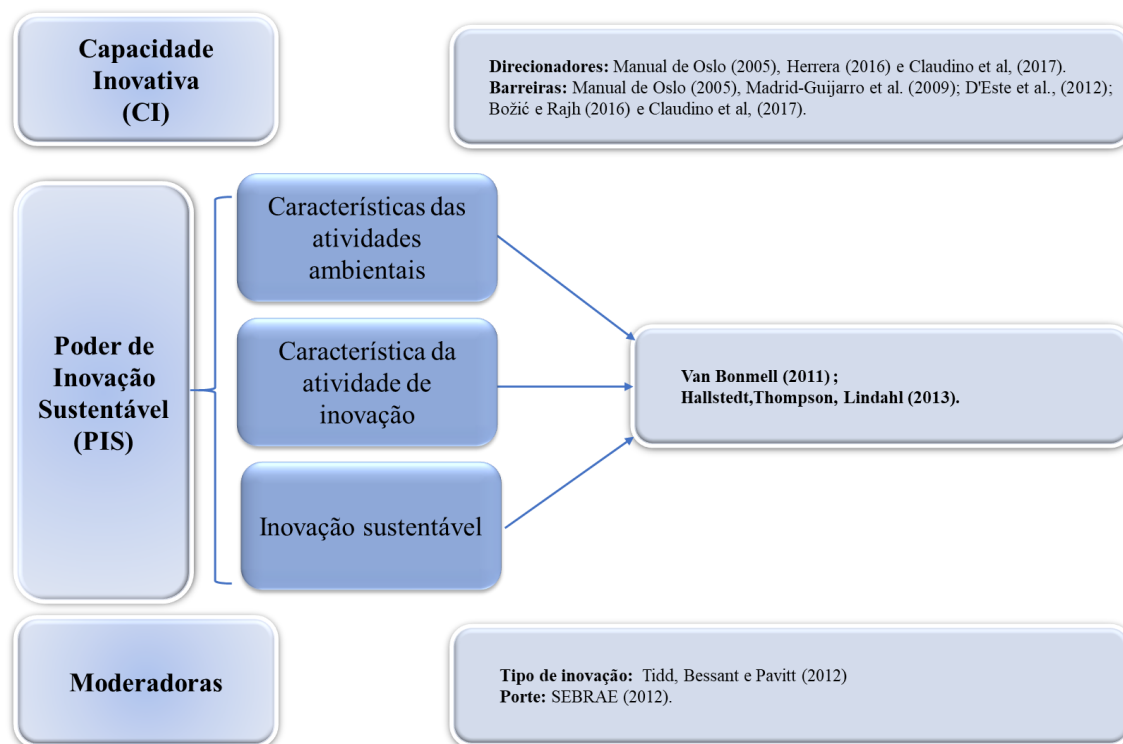 Capacidade
Inovativa
(CI)
Direcionadores: Manual de Oslo (2005), Herrera (2016) e Claudino et al, (2017).
Barreiras: Manual de Oslo (2005), Madrid-Guijarro et al. (2009); D'Este et al., (2012);
Božić e Rajh (2016) e Claudino et al, (2017).
Poder de
Inovação
Sustentável
(PIS)
Características das
atividades
ambientais
Característica da
atividade de
inovação
Inovação sustentável
Van Bonmell (2011) ;
Hallstedt,Thompson, Lindahl (2013).
Moderadoras
Tipo de inovação: Tidd, Bessant e Pavitt (2012)
Porte: SEBRAE (2012).